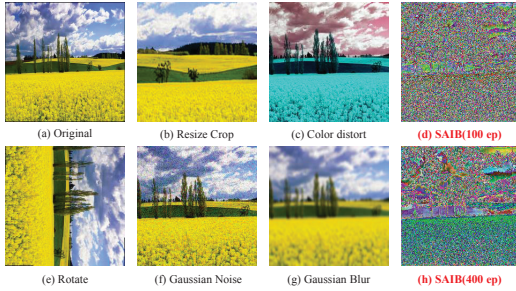 (a) Original
(b) Resize Crop
(c) Color distort
(d) SAIB(100 ep)
(e) Rotate
(f) Gaussian Noise
(g) Gaussian Blur
(h) SAIB(400 ep)